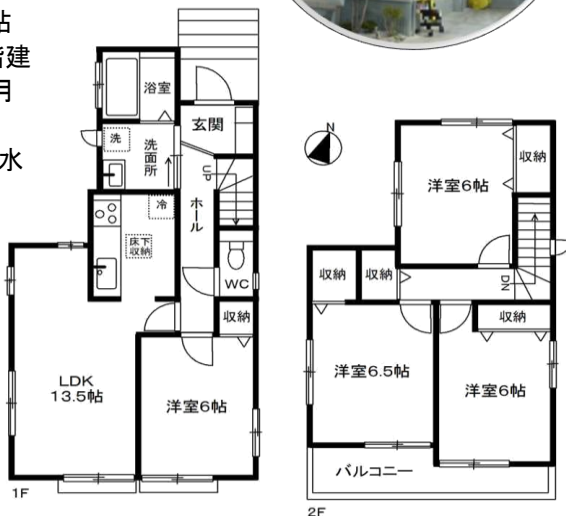 帖
階建
月
水
浴室
玄関
洗
洗面所
UP
ホール
冷
床下
収納
WC
収納
LDK
13.5帖
洋室6帖
1F
N
洋室6帖
収納
収納
収納
DN
収納
洋室6.5帖
洋室6帖
バルコニー
2F